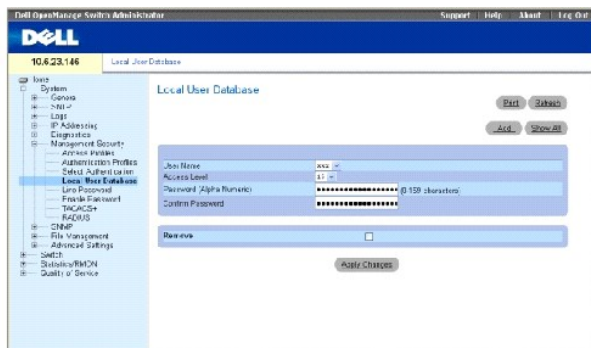 Dell OpenManage Switch Administrator
Support Help About Log Out
DELL
10.6.23.146
Local User Database
Home
System
General
SNTP
Logs
IP Addressing
Diagnostics
Management Security
Access Profiles
Authentication Profiles
Select Authentication
Local User Database
Line Password
Enable Password
TACACS+
RADIUS
SNMP
File Management
Advanced Settings
Switch
Statistics/RMON
Quality of Service
Local User Database
Print Refresh
Add Show All
User Name
Access Level
15
Password (Alpha Numeric)
(0-159 characters)
Confirm Password
Remove
Apply Changes